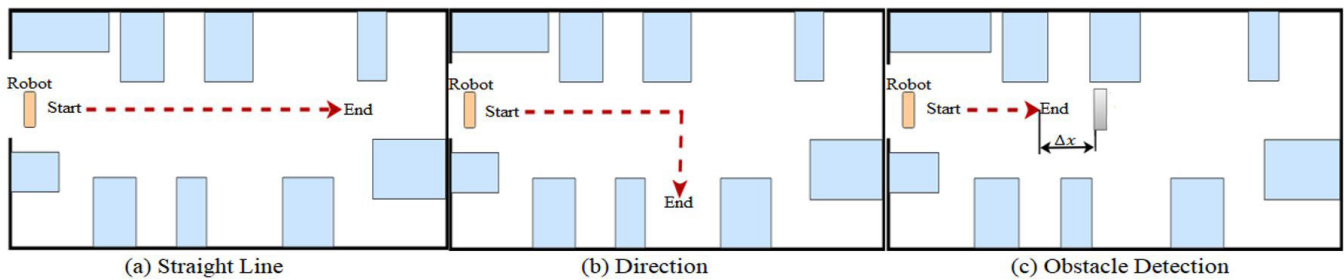 Robot
Start
End
(a) Straight Line
Robot
Start
End
(b) Direction
Robot
Start
End
Δx
(c) Obstacle Detection